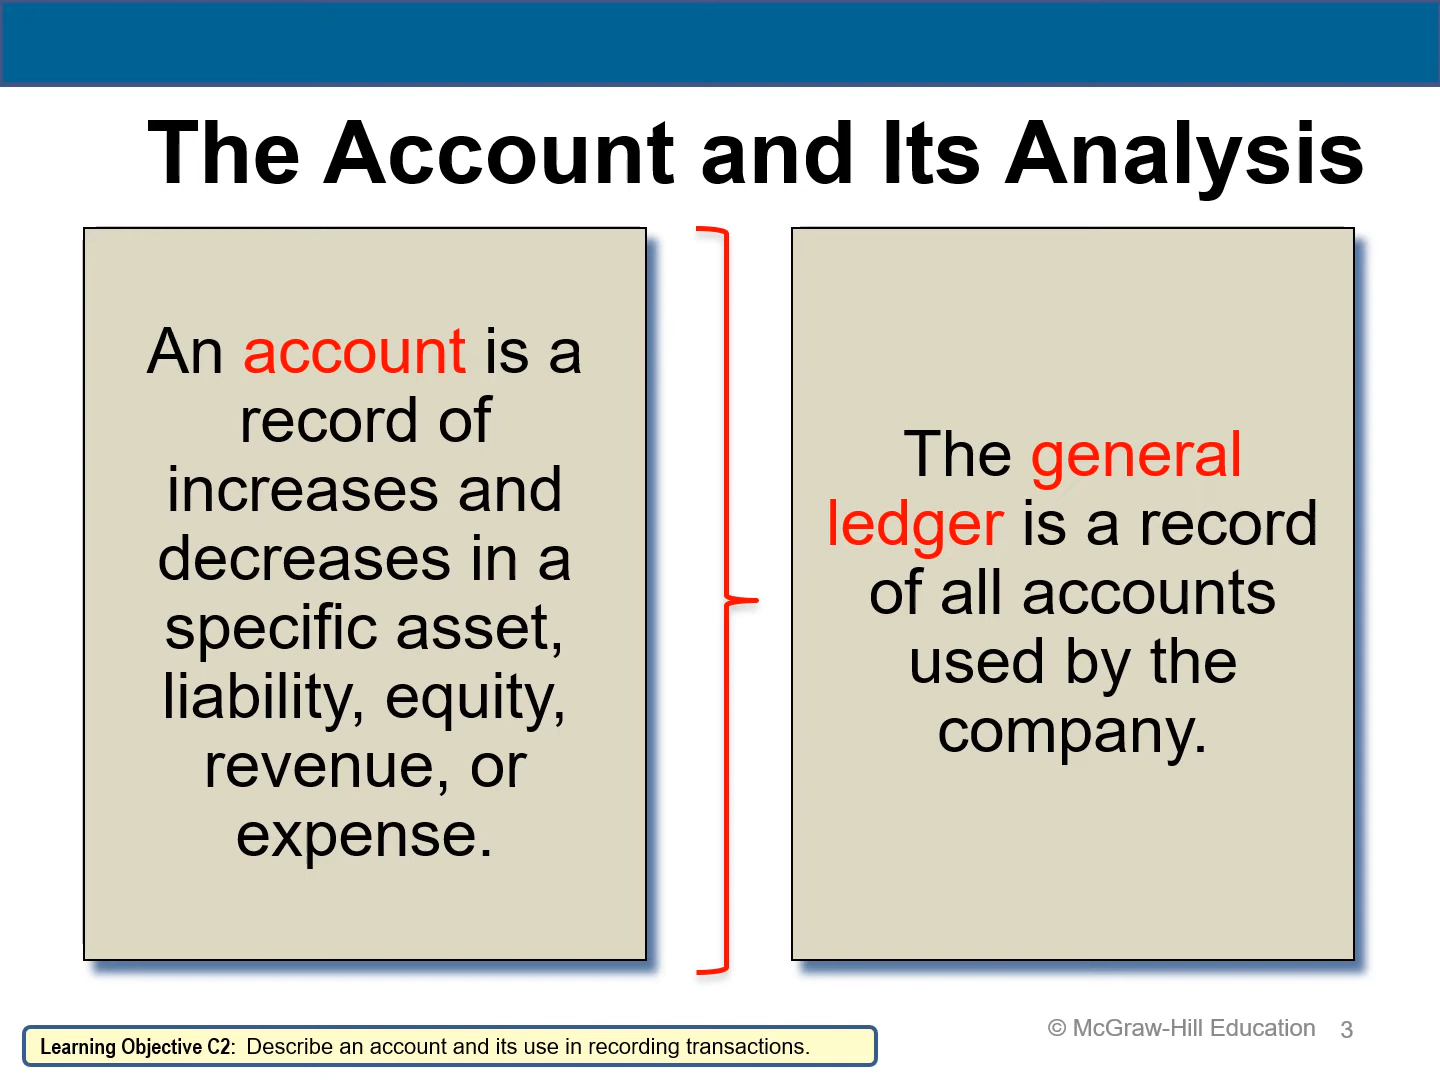 The Account and Its Analysis
An account is a
record of
increases and
decreases in a
specific asset,
liability, equity,
revenue, or
expense.
The general
ledger is a record
of all accounts
used by the
company.
Learning Objective C2: Describe an account and its use in recording transactions.
© McGraw-Hill Education 3